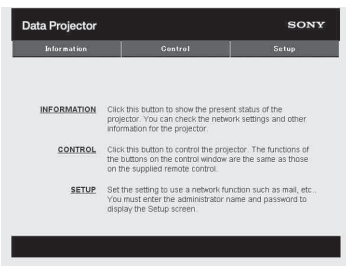 Data Projector SONY
Information Control Setup
INFORMATION Click this button to show the present status of the
projector. You can check the network settings and other
information for the projector.
CONTROL Click this button to control the projector. The functions of
the buttons on the control window are the same as those
on the supplied remote control.
SETUP Set the setting to use a network function such as mail, etc..
You must enter the administrator name and password to
display the Setup screen.